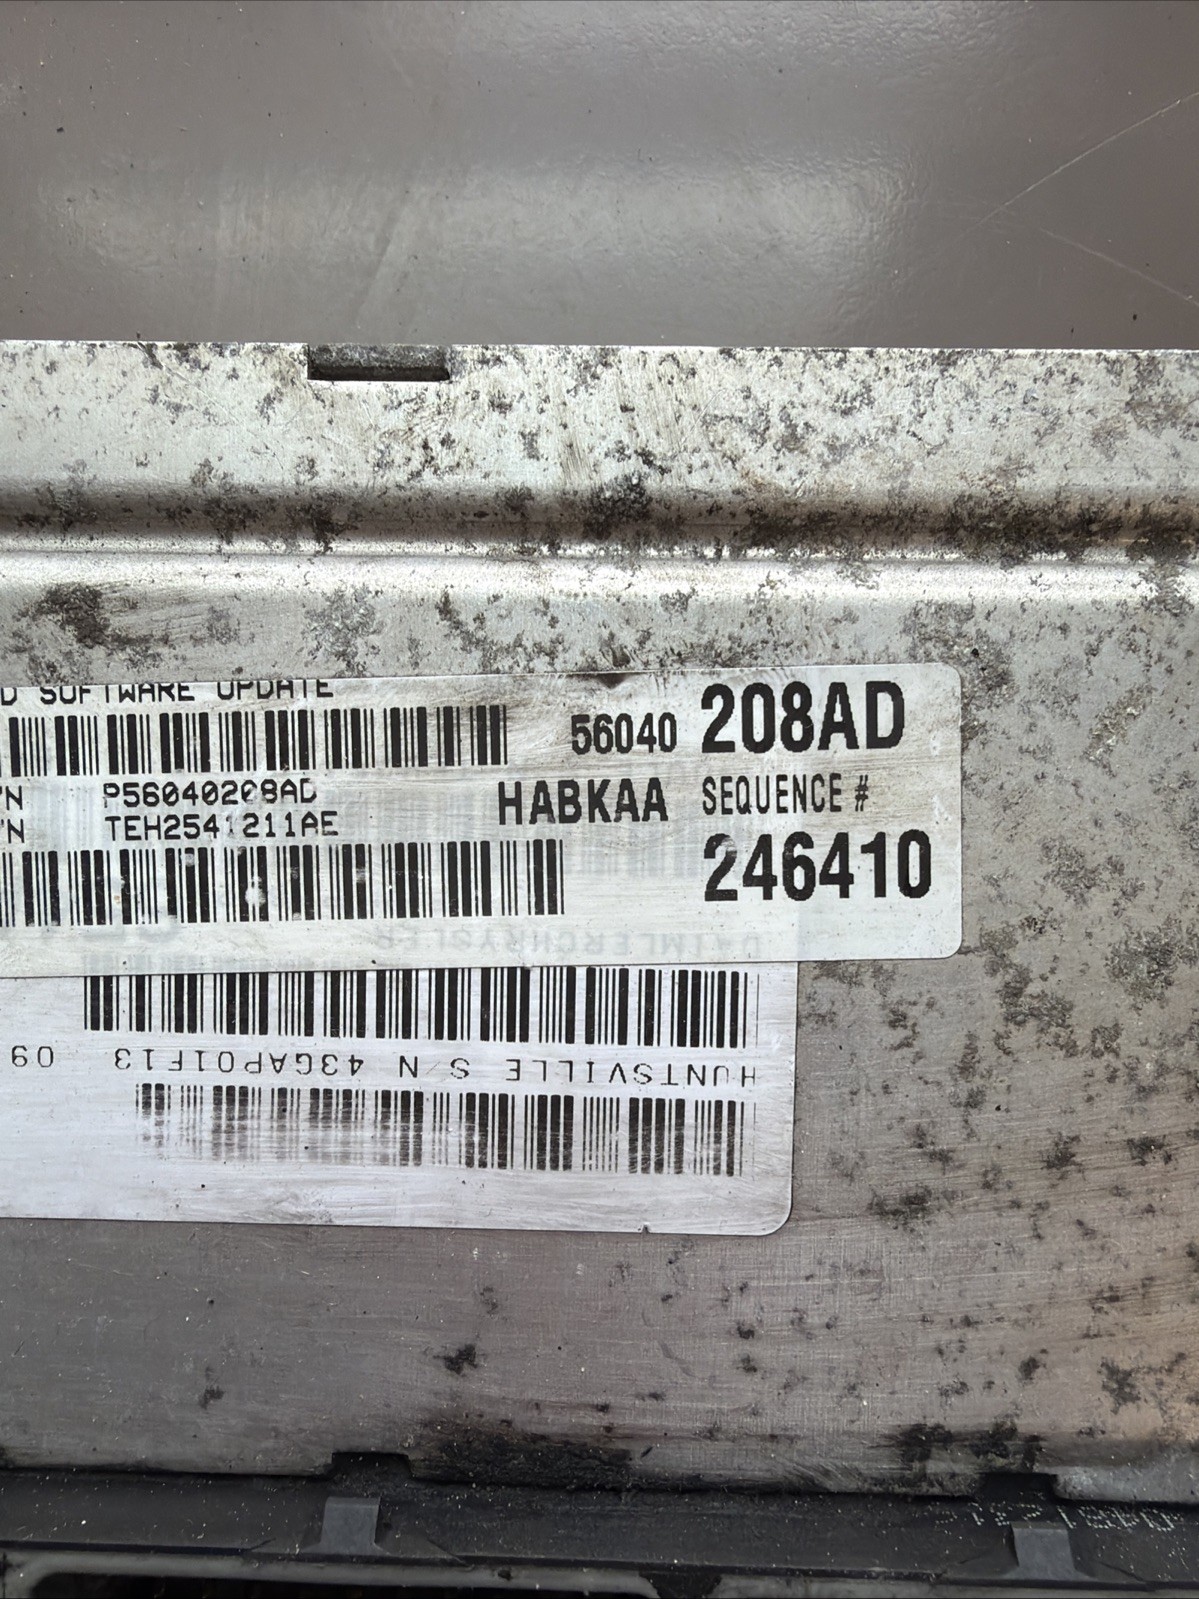 D SOFTWARE UPDATE
56040 208AD
/N P56040208AD
HABKAA SEQUENCE #
/N TEH2541211AE
246410
DAIMLERCHRYSLER
HUNTSVILLE S/N 43GAP01F13 09